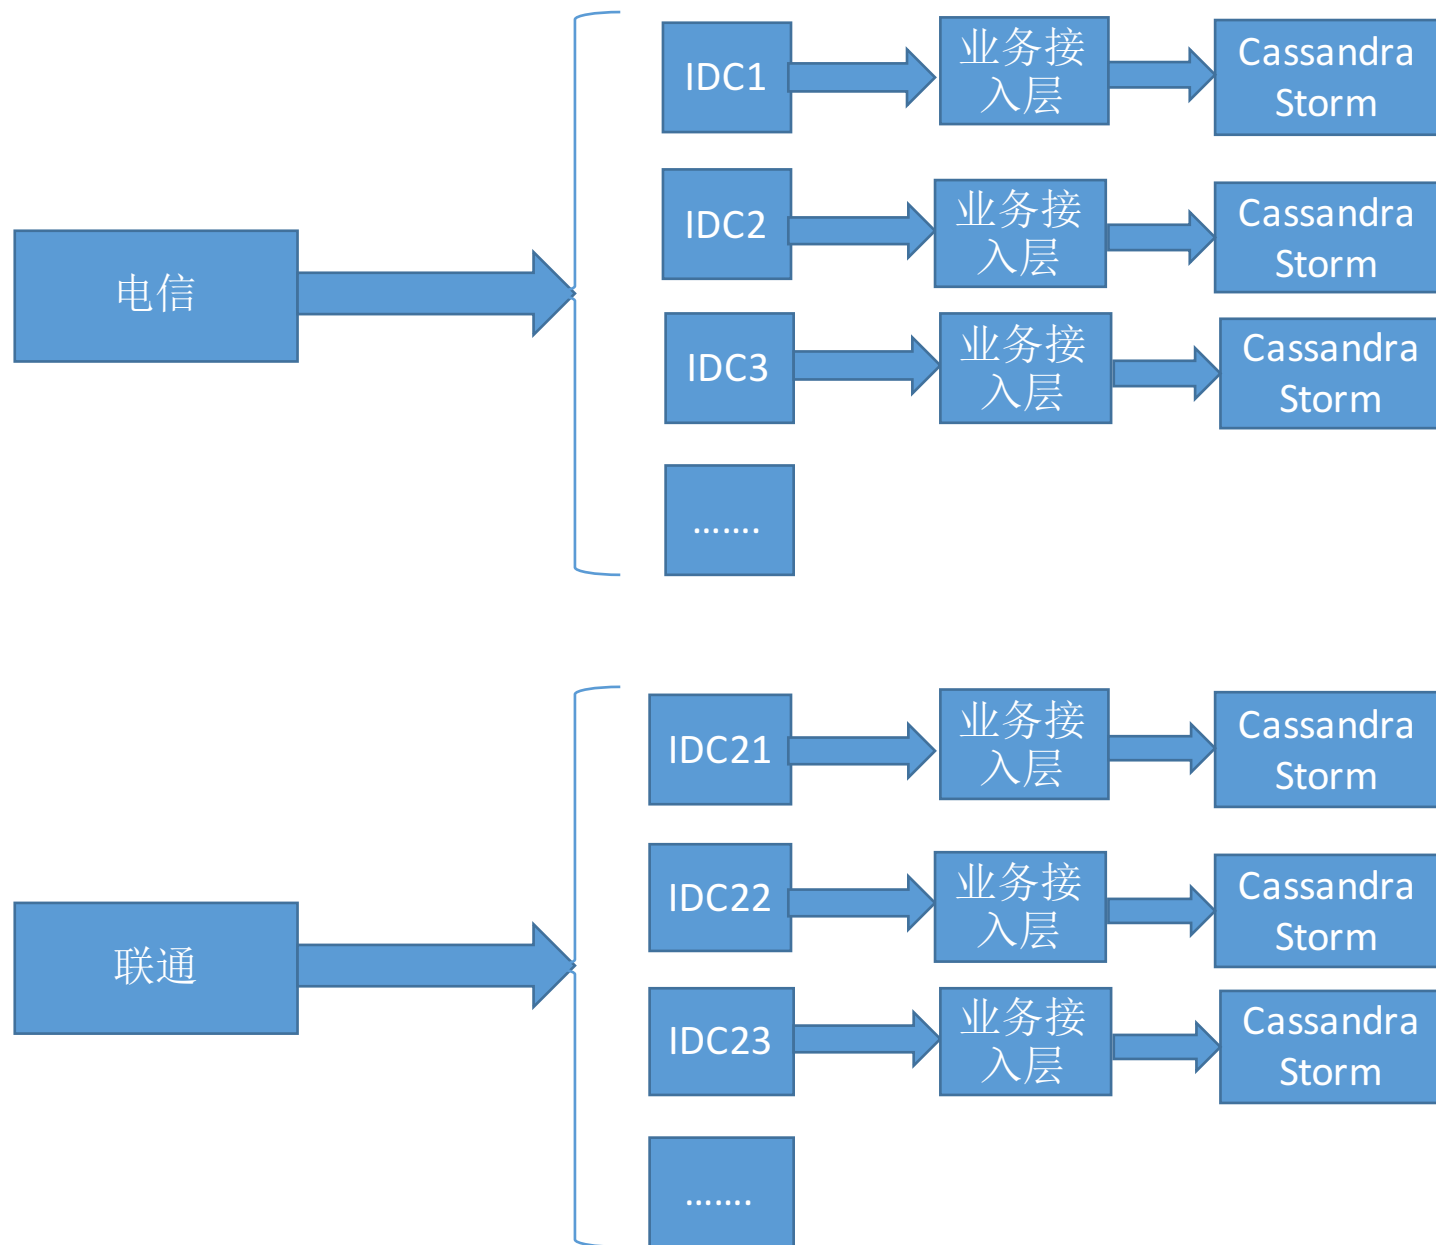 电信
IDC1
业务接
入层
Cassandra
Storm
IDC2
业务接
入层
Cassandra
Storm
IDC3
业务接
入层
Cassandra
Storm
.......
联通
IDC21
业务接
入层
Cassandra
Storm
IDC22
业务接
入层
Cassandra
Storm
IDC23
业务接
入层
Cassandra
Storm
.......